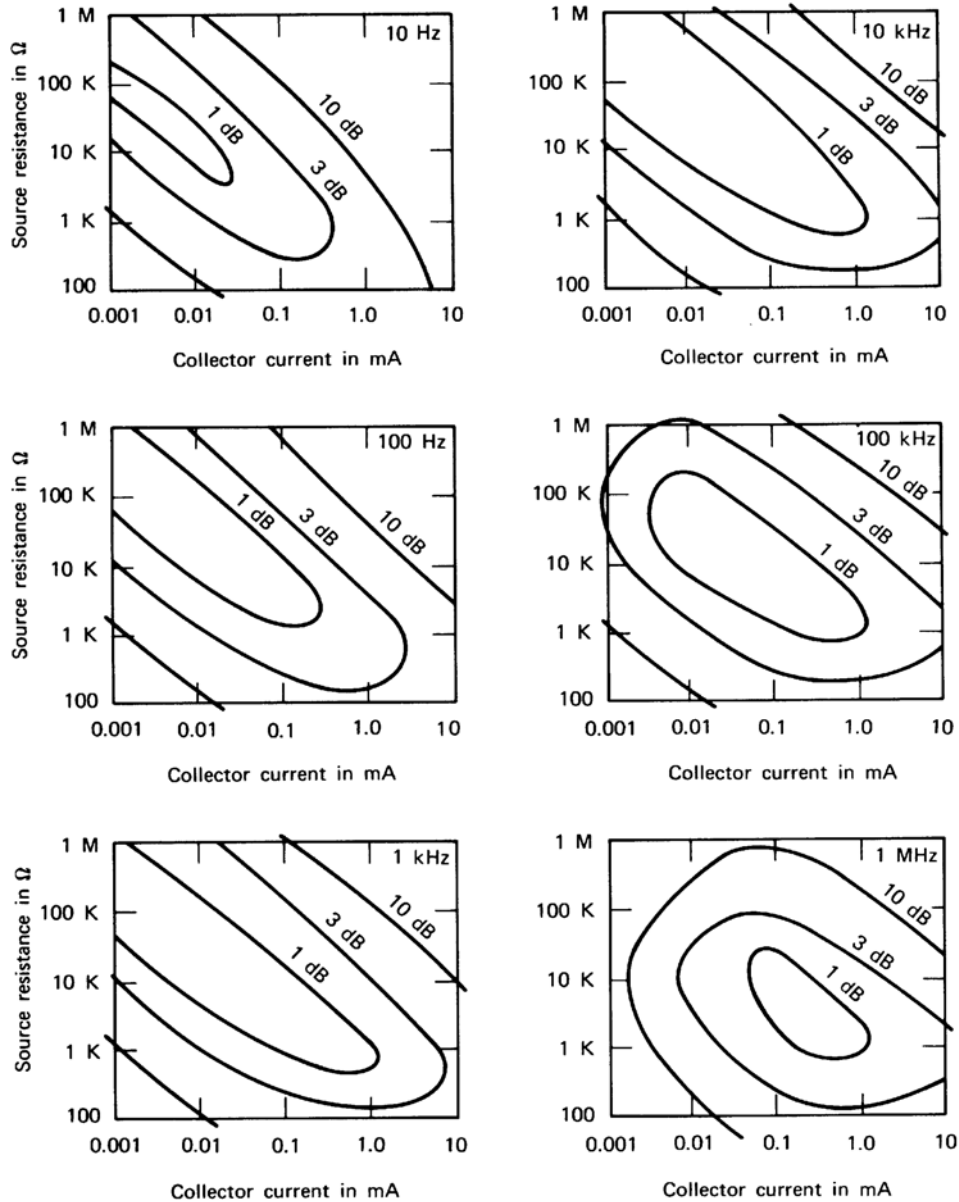 1 M
100 K
10 K
1 K
100
Source resistance in Ω
10 Hz
1 dB
3 dB
10 dB
0.001 0.01 0.1 1.0 10
Collector current in mA
1 M
100 K
10 K
1 K
100
10 kHz
10 dB
3 dB
1 dB
0.001 0.01 0.1 1.0 10
Collector current in mA
1 M
100 K
10 K
1 K
100
Source resistance in Ω
100 Hz
1 dB
3 dB
10 dB
0.001 0.01 0.1 1.0 10
Collector current in mA
1 M
100 K
10 K
1 K
100
100 kHz
10 dB
3 dB
1 dB
0.001 0.01 0.1 1.0 10
Collector current in mA
1 M
100 K
10 K
1 K
100
Source resistance in Ω
1 kHz
10 dB
3 dB
1 dB
0.001 0.01 0.1 1.0 10
Collector current in mA
1 M
100 K
10 K
1 K
100
1 MHz
10 dB
3 dB
1 dB
0.001 0.01 0.1 1.0 10
Collector current in mA